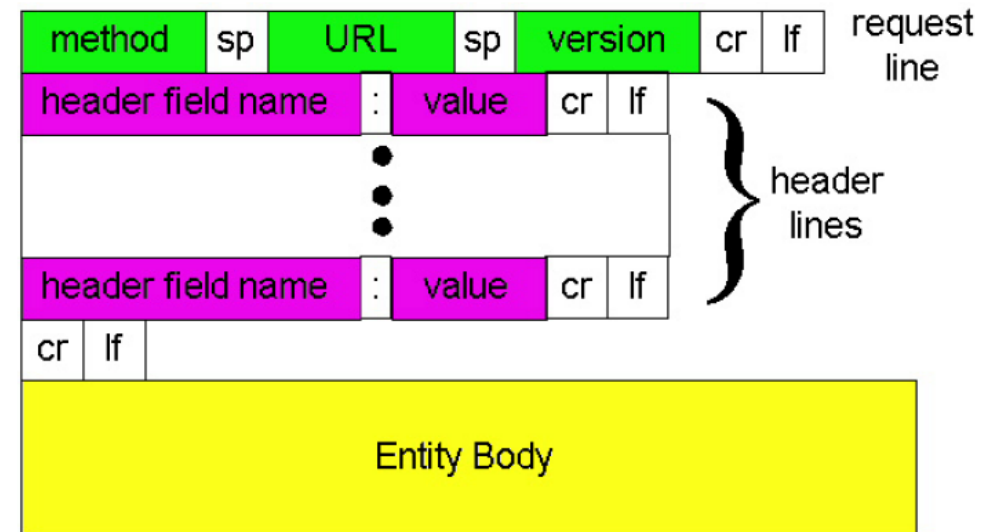 method sp URL sp version cr lf
request
line
header field name : value cr lf
header
lines
header field name : value cr lf
cr lf
Entity Body